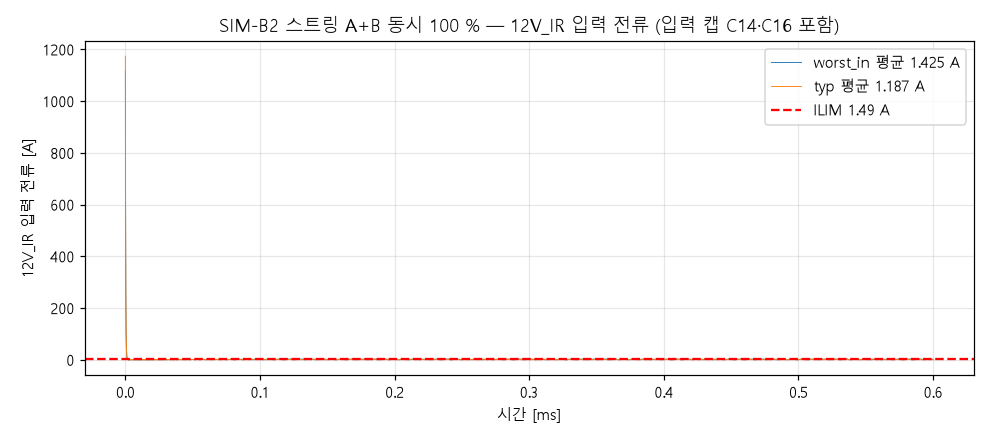 SIM-B2 스트링 A+B 동시 100 % — 12V_IR 입력 전류 (입력 캡 C14·C16 포함)
12V_IR 입력 전류 [A]
1200
1000
800
600
400
200
0
worst_in 평균 1.425 A
typ 평균 1.187 A
ILIM 1.49 A
0.0 0.1 0.2 0.3 0.4 0.5 0.6
시간 [ms]